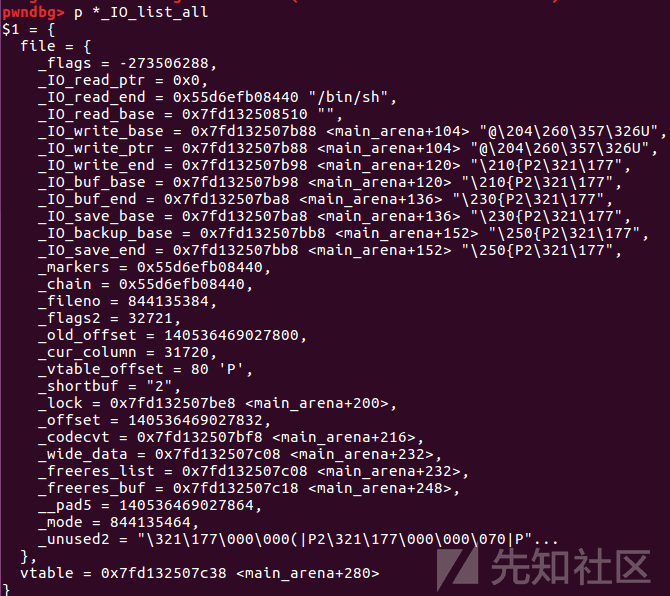 pwndbg> p *_IO_list_all
$1 = {
  file = {
    _flags = -273506288,
    _IO_read_ptr = 0x0,
    _IO_read_end = 0x55d6efb08440 "/bin/sh",
    _IO_read_base = 0x7fd132508510 "",
    _IO_write_base = 0x7fd132507b88 <main_arena+104> "@\204\260\357\326U",
    _IO_write_ptr = 0x7fd132507b88 <main_arena+104> "@\204\260\357\326U",
    _IO_write_end = 0x7fd132507b98 <main_arena+120> "\210{P2\321\177",
    _IO_buf_base = 0x7fd132507b98 <main_arena+120> "\210{P2\321\177",
    _IO_buf_end = 0x7fd132507ba8 <main_arena+136> "\230{P2\321\177",
    _IO_save_base = 0x7fd132507ba8 <main_arena+136> "\230{P2\321\177",
    _IO_backup_base = 0x7fd132507bb8 <main_arena+152> "\250{P2\321\177",
    _IO_save_end = 0x7fd132507bb8 <main_arena+152> "\250{P2\321\177",
    _markers = 0x55d6efb08440,
    _chain = 0x55d6efb08440,
    _fileno = 844135384,
    _flags2 = 32721,
    _old_offset = 140536469027800,
    _cur_column = 31720,
    _vtable_offset = 80 'P',
    _shortbuf = "2",
    _lock = 0x7fd132507be8 <main_arena+200>,
    _offset = 140536469027832,
    _codecvt = 0x7fd132507bf8 <main_arena+216>,
    _wide_data = 0x7fd132507c08 <main_arena+232>,
    _freeres_list = 0x7fd132507c08 <main_arena+232>,
    _freeres_buf = 0x7fd132507c18 <main_arena+248>,
    __pad5 = 140536469027864,
    _mode = 844135464,
    _unused2 = "\321\177\000\000(|P2\321\177\000\000\070|P"...
  },
  vtable = 0x7fd132507c38 <main_arena+280>
}
先知社区